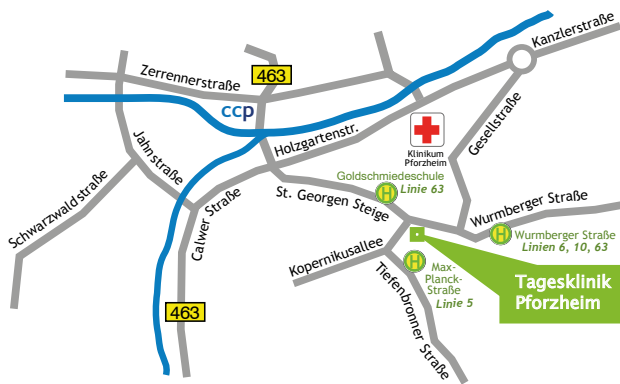 Kanzlerstraße
Zerrennerstraße
463
ccp
Holzgartenstr.
Gesellstraße
Jahnstraße
Klinikum
Pforzheim
Goldschmiedeschule
Linie 63
H
St. Georgen Steige
Schwarzwaldstraße
Calwer Straße
Wurmberger Straße
H
Wurmberger Straße
Linien 6, 10, 63
Kopernikusallee
H
Max-
Planck-
Straße
Linie 5
Tiefenbronner Straße
Tagesklinik
Pforzheim
463